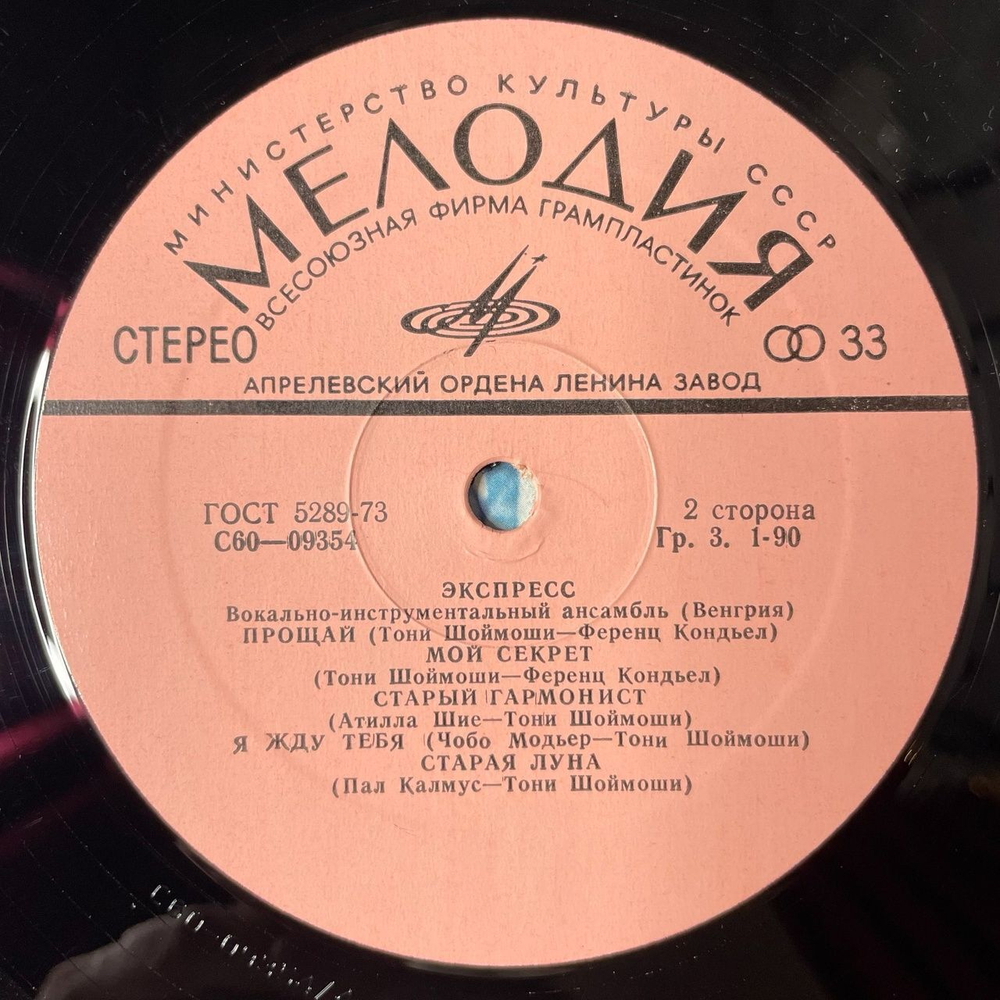 МИНИСТЕРСТВО КУЛЬТУРЫ СССР
МЕЛОДИЯ
ВСЕСОЮЗНАЯ ФИРМА ГРАМПЛАСТИНОК
СТЕРЕО
33
АПРЕЛЕВСКИЙ ОРДЕНА ЛЕНИНА ЗАВОД
ГОСТ 5289-73
2 сторона
С60—09354
Гр. 3. 1-90
ЭКСПРЕСС
Вокально-инструментальный ансамбль (Венгрия)
ПРОЩАЙ (Тони Шоймоши—Ференц Кондьел)
МОЙ СЕКРЕТ
(Тони Шоймоши—Ференц Кондьел)
СТАРЫЙ ГАРМОНИСТ
(Атилла Шие—Тони Шоймоши)
Я ЖДУ ТЕБЯ (Чобо Модьер—Тони Шоймоши)
СТАРАЯ ЛУНА
(Пал Калмус—Тони Шоймоши)